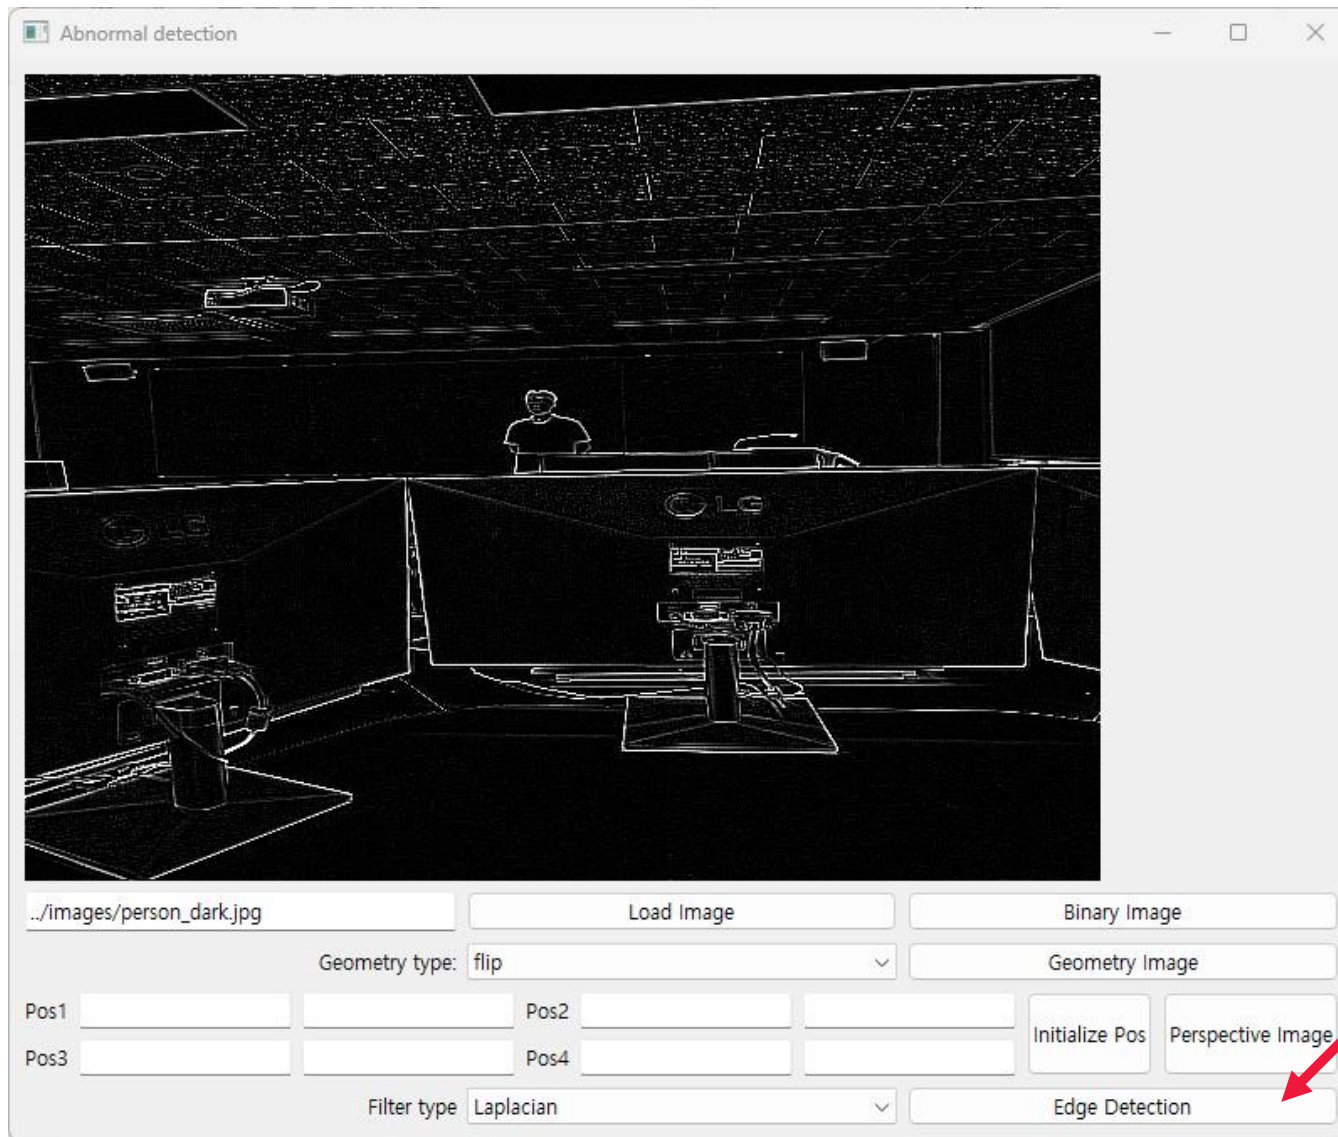 Abnormal detection
LG
LG
../images/person_dark.jpg Load Image Binary Image
Geometry type: flip Geometry Image
Pos1 Pos2
Initialize Pos Perspective Image
Pos3 Pos4
Filter type Laplacian Edge Detection